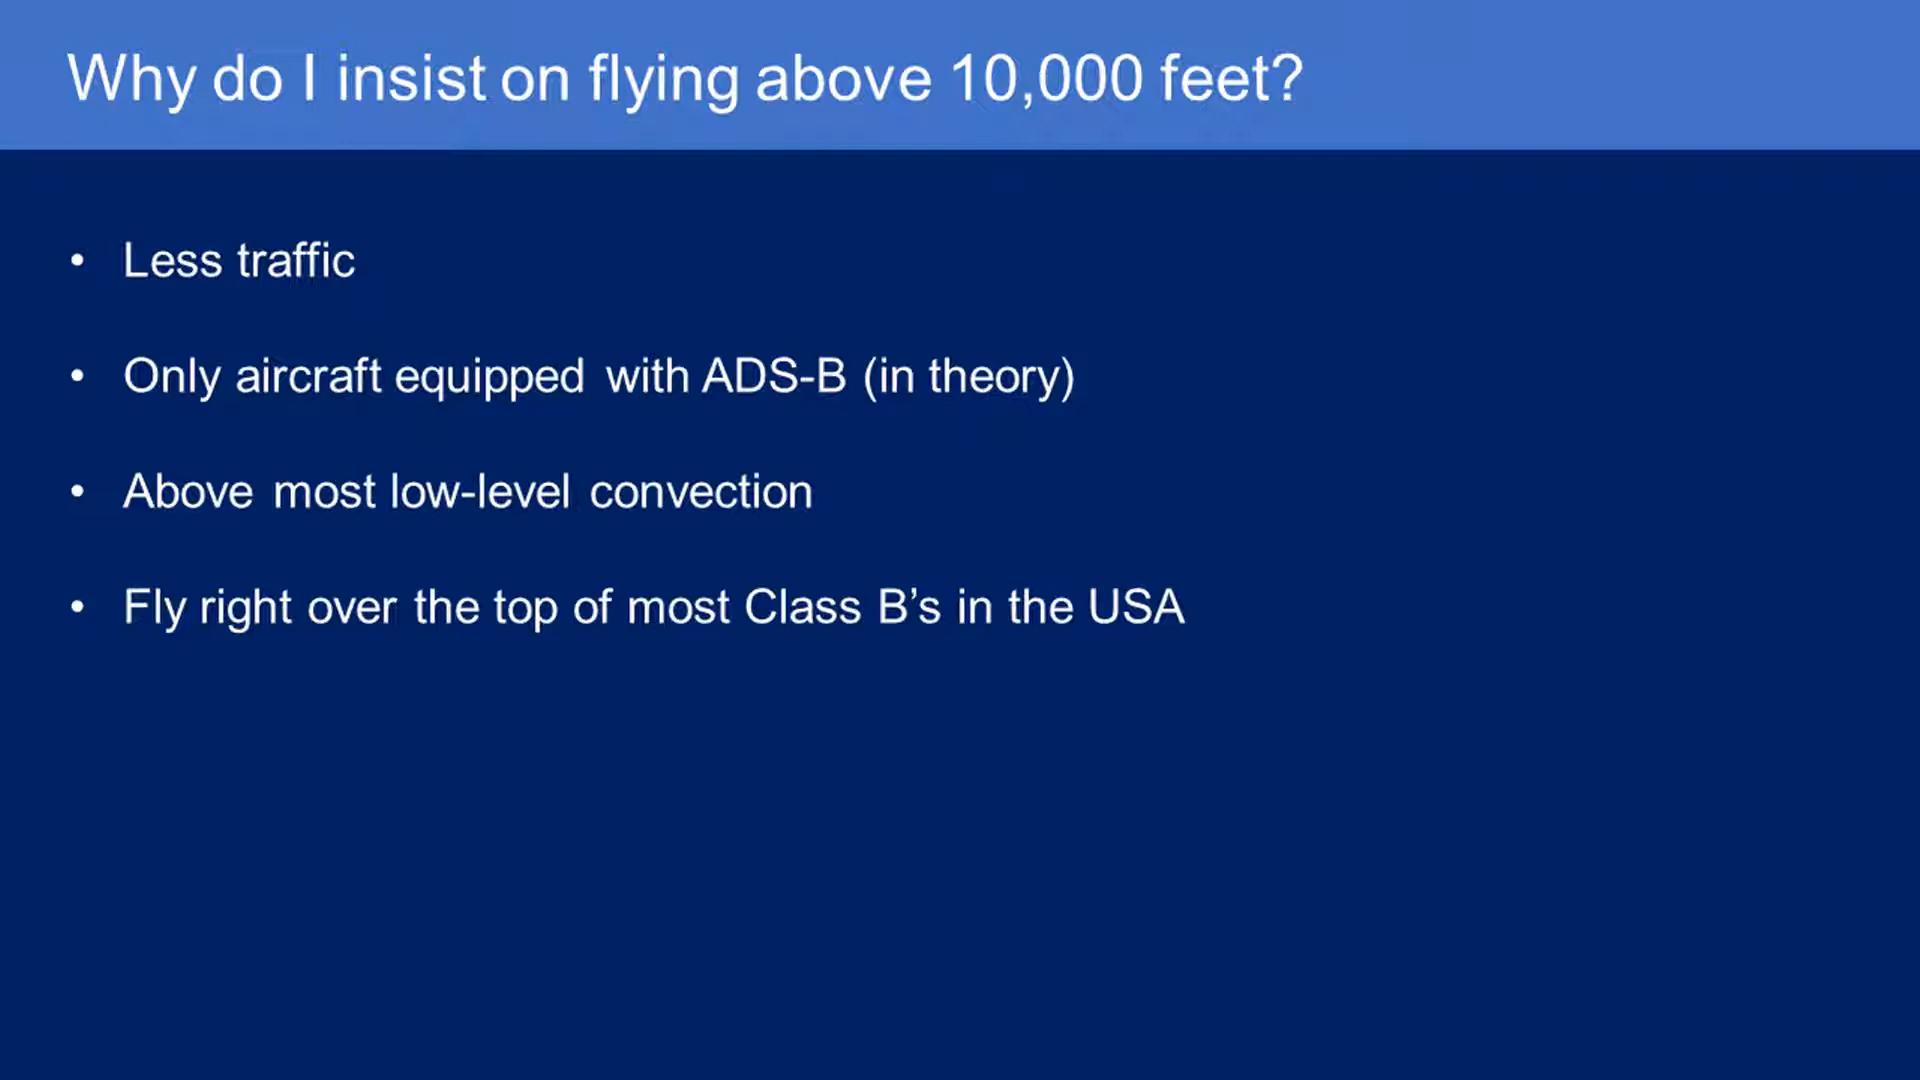 Why do I insist on flying above 10,000 feet?
• Less traffic
• Only aircraft equipped with ADS-B (in theory)
• Above most low-level convection
• Fly right over the top of most Class B’s in the USA